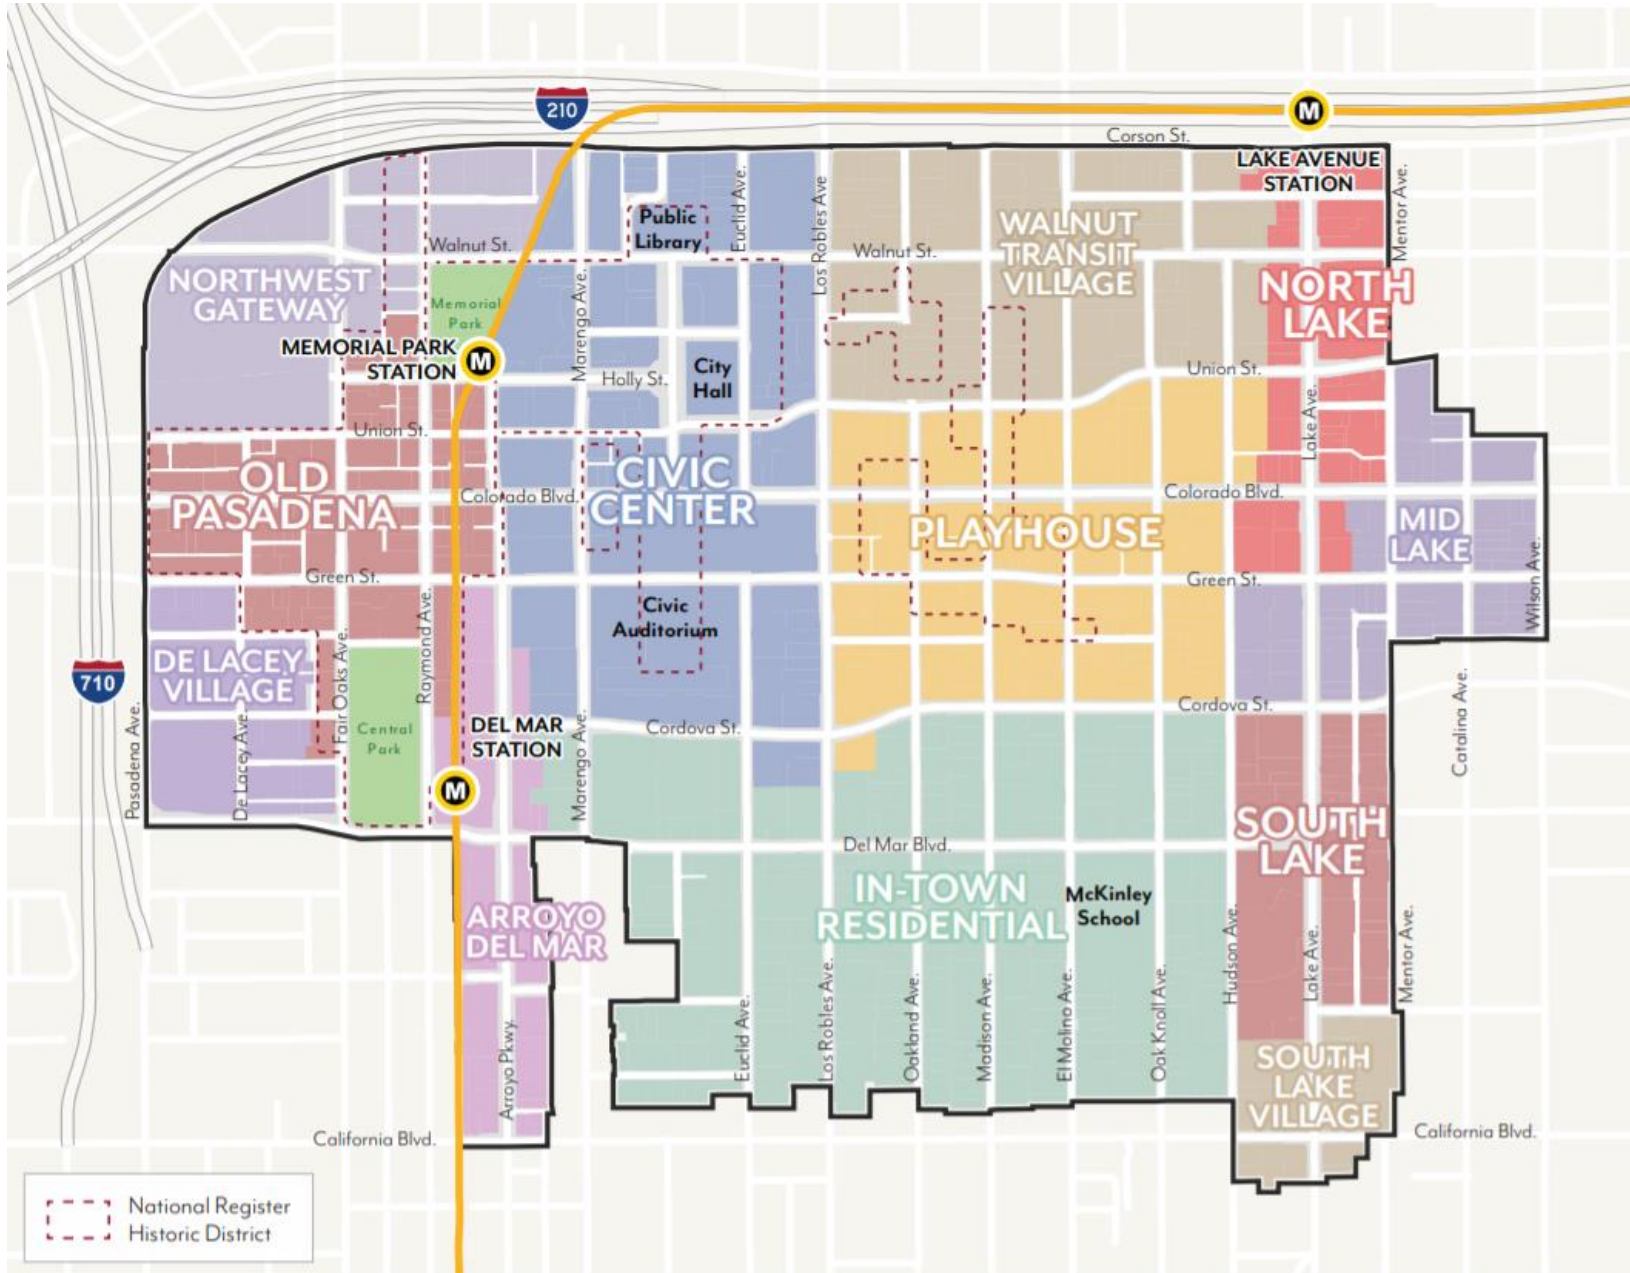 210
M
Corson St.
LAKE AVENUE
STATION
Mentor Ave.
Euclid Ave.
Los Robles Ave
Public
Library
WALNUT
TRANSIT
VILLAGE
Walnut St.
Walnut St.
NORTHWEST
GATEWAY
Memorial
Park
Marengo Ave.
NORTH
LAKE
MEMORIAL PARK
STATION
M
City
Hall
Holly St.
Union St.
Lake Ave.
Union St.
OLD
PASADENA
CIVIC
CENTER
Colorado Blvd.
Colorado Blvd.
PLAYHOUSE
MID
LAKE
Green St.
Green St.
Wilson Ave.
Civic
Auditorium
Raymond Ave.
Fair Oaks Ave.
DE LACEY
VILLAGE
710
Pasadena Ave.
De Lacey Ave.
Central
Park
DEL MAR
STATION
M
Marengo Ave.
Cordova St.
Cordova St.
Catalina Ave.
SOUTH
LAKE
Del Mar Blvd.
IN-TOWN
RESIDENTIAL
McKinley
School
ARROYO
DEL MAR
Arroyo Pkwy.
Euclid Ave.
Los Robles Ave.
Oakland Ave.
Madison Ave.
El Molino Ave.
Oak Knoll Ave.
Hudson Ave.
Lake Ave.
Mentor Ave.
SOUTH
LAKE
VILLAGE
California Blvd.
California Blvd.
National Register
Historic District